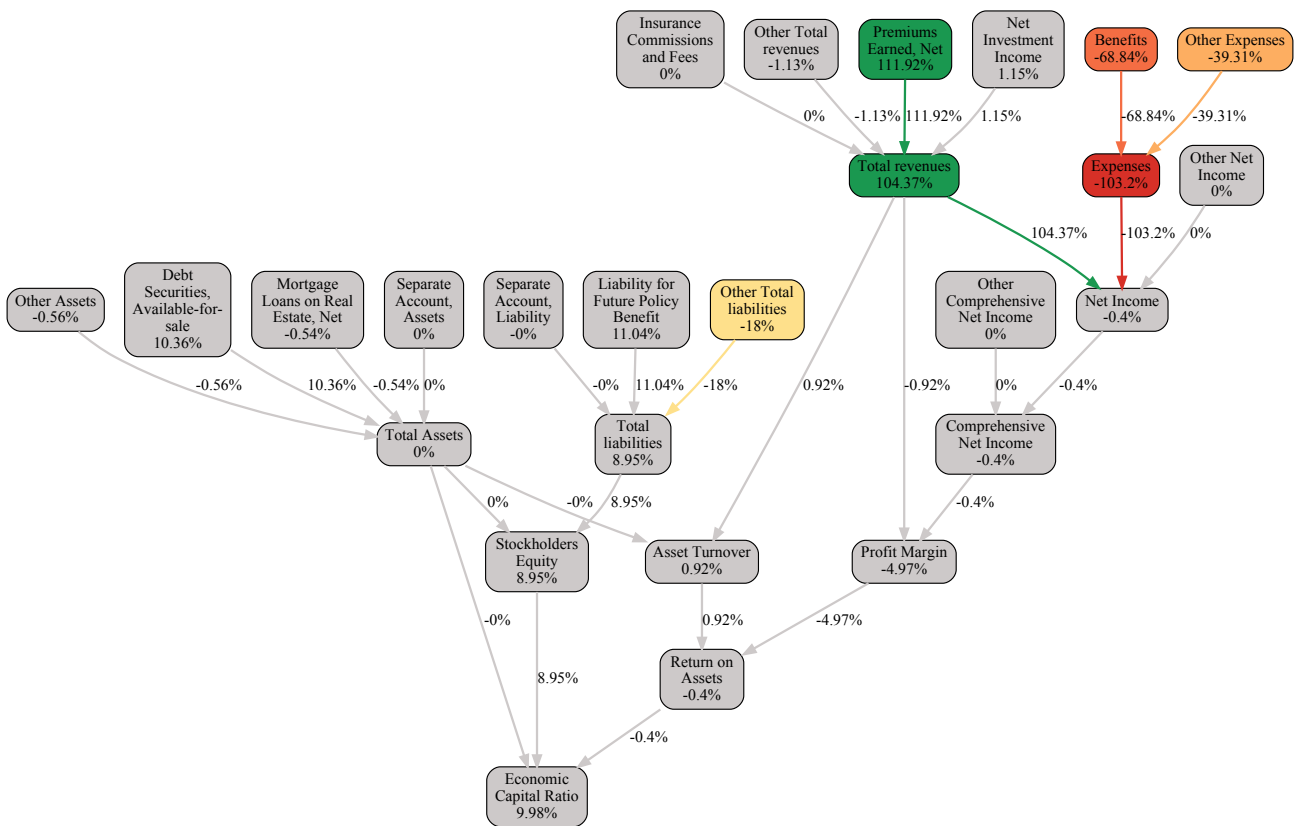 Insurance
Commissions
and Fees
0%
Other Total
revenues
-1.13%
Premiums
Earned, Net
111.92%
Net
Investment
Income
1.15%
Benefits
-68.84%
Other Expenses
-39.31%
0%
-1.13%
111.92%
1.15%
-68.84%
-39.31%
Total revenues
104.37%
Expenses
-103.2%
Other Net
Income
0%
104.37%
-103.2%
0%
Other Assets
-0.56%
Debt
Securities,
Available-for-
sale
10.36%
Mortgage
Loans on Real
Estate, Net
-0.54%
Separate
Account,
Assets
0%
Separate
Account,
Liability
-0%
Liability for
Future Policy
Benefit
11.04%
Other Total
liabilities
-18%
Other
Comprehensive
Net Income
0%
Net Income
-0.4%
-0.56%
10.36%
-0.54%
0%
-0%
11.04%
-18%
0.92%
-0.92%
0%
-0.4%
Total Assets
0%
Total
liabilities
8.95%
Comprehensive
Net Income
-0.4%
0%
8.95%
-0%
-0.4%
Stockholders
Equity
8.95%
Asset Turnover
0.92%
Profit Margin
-4.97%
-0%
0.92%
-4.97%
8.95%
Return on
Assets
-0.4%
-0.4%
Economic
Capital Ratio
9.98%